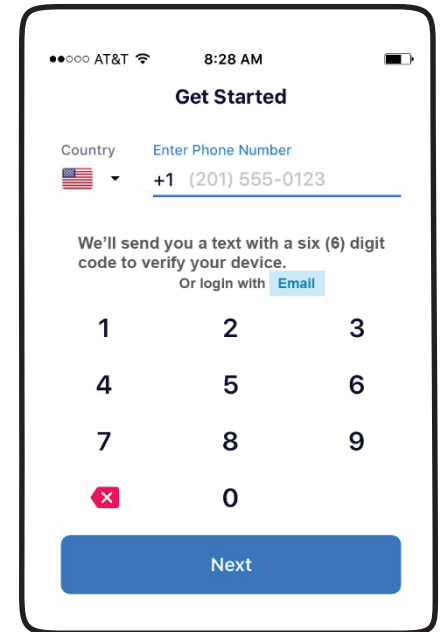 ●●○○○ AT&T 8:28 AM
Get Started
Country Enter Phone Number
+1 (201) 555-0123
We'll send you a text with a six (6) digit
code to verify your device.
Or login with Email
1 2 3
4 5 6
7 8 9
0
Next